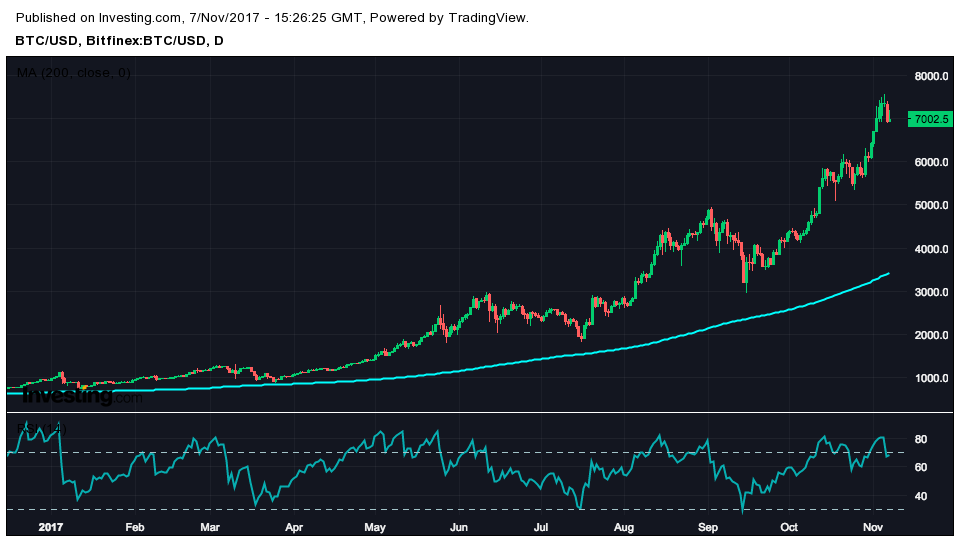 Published on Investing.com, 7/Nov/2017 - 15:26:25 GMT, Powered by TradingView.
BTC/USD, Bitfinex:BTC/USD, D
MA (200, close, 0)
8000.0
7002.5
6000.0
5000.0
4000.0
3000.0
2000.0
1000.0
Investing.com
80
60
40
2017 Feb Mar Apr May Jun Jul Aug Sep Oct Nov